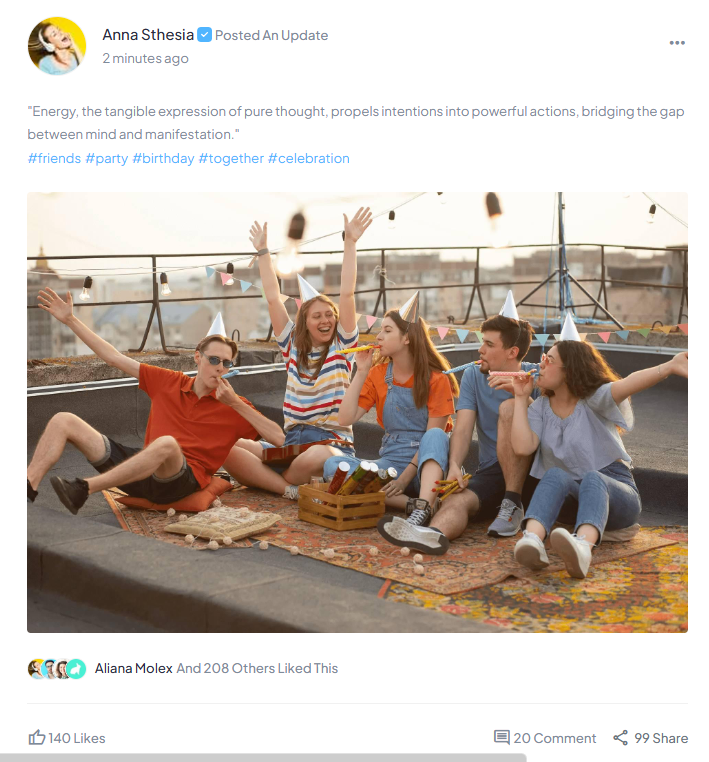 Anna Sthesia Posted An Update
2 minutes ago
"Energy, the tangible expression of pure thought, propels intentions into powerful actions, bridging the gap
between mind and manifestation."
#friends #party #birthday #together #celebration
Aliana Molex And 208 Others Liked This
140 Likes
20 Comment
99 Share